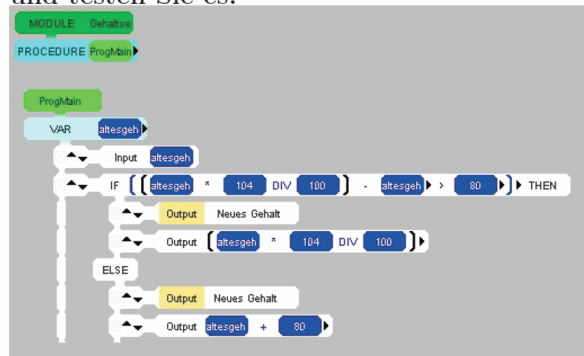 und testen Sie es.
MODULE Gehaltse
PROCEDURE ProgMain
ProgMain
VAR altesgeh
Input altesgeh
IF ( ( altesgeh * 104 DIV 100 ) - altesgeh > 80 ) THEN
Output Neues Gehalt
Output ( altesgeh * 104 DIV 100 )
ELSE
Output Neues Gehalt
Output altesgeh + 80